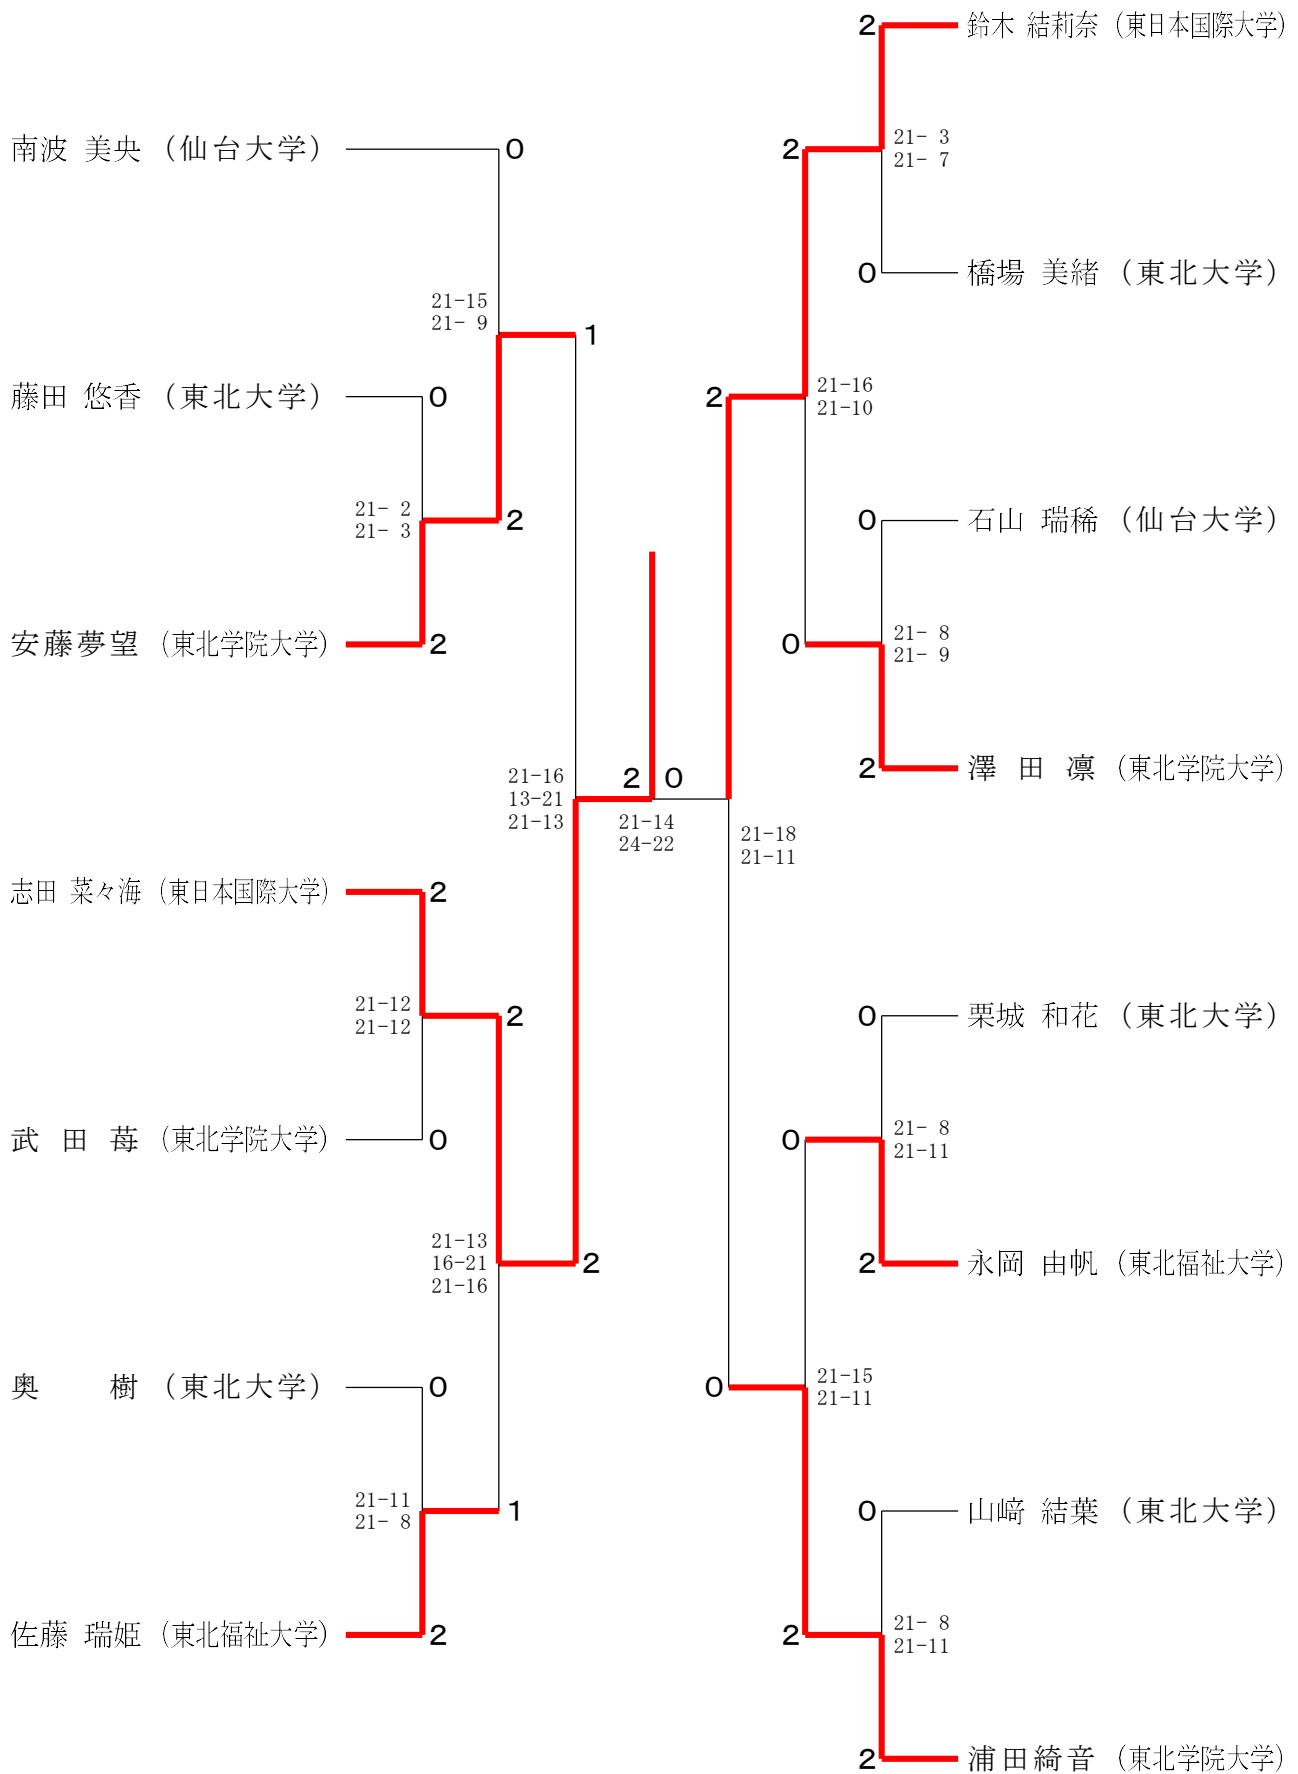 南波 美央 (仙台大学) 0
21-15
21- 9
1
藤田 悠香 (東北大学) 0
21- 2
21- 3
2
安藤夢望 (東北学院大学) 2
21-16
13-21
21-13
2 0
21-14
24-22
志田 菜々海 (東日本国際大学) 2
21-12
21-12
2
武田 苺 (東北学院大学) 0
21-13
16-21
21-16
2
奥 樹 (東北大学) 0
21-11
21- 8
1
佐藤 瑞姫 (東北福祉大学) 2
2 鈴木 結莉奈 (東日本国際大学)
2
21- 3
21- 7
0 橋場 美緒 (東北大学)
2
21-16
21-10
0 石山 瑞稀 (仙台大学)
0
21- 8
21- 9
2 澤田 凛 (東北学院大学)
21-18
21-11
0 栗城 和花 (東北大学)
0
21- 8
21-11
2 永岡 由帆 (東北福祉大学)
0
21-15
21-11
0 山﨑 結葉 (東北大学)
2
21- 8
21-11
2 浦田綺音 (東北学院大学)